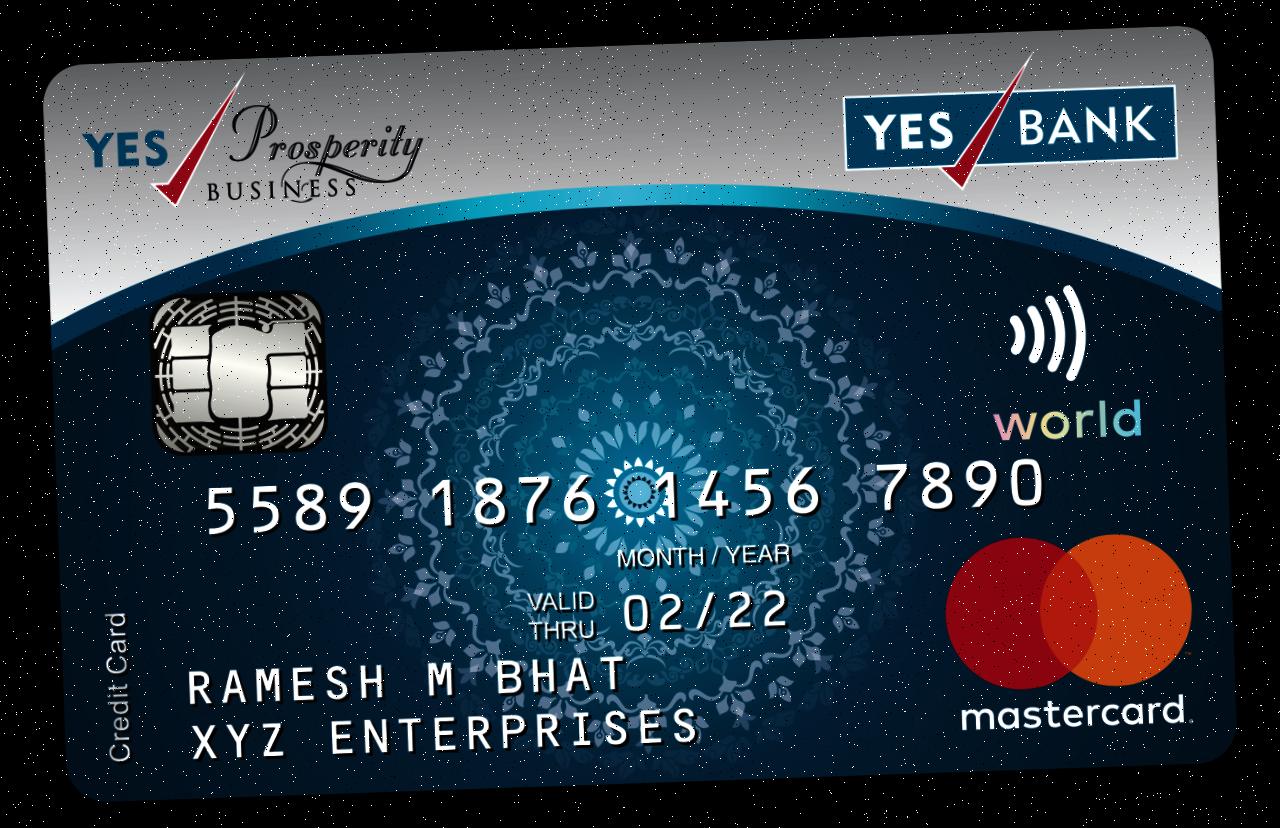 YES Prosperity
BUSINESS
YES BANK
world
5589 1876 1456 7890
MONTH / YEAR
VALID
THRU
02/22
RAMESH M BHAT
XYZ ENTERPRISES
Credit Card
mastercard